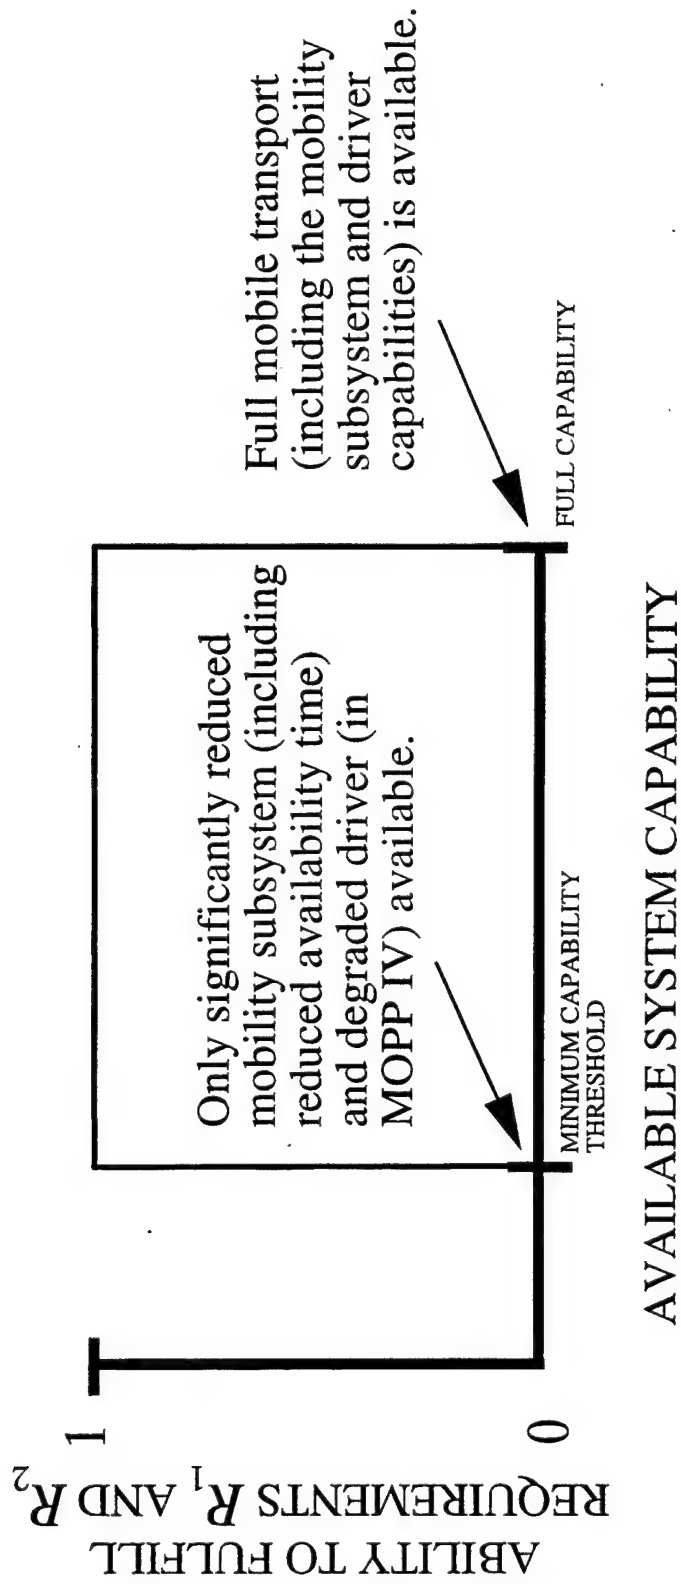 ABILITY TO FULFILL
REQUIREMENTS R₁ AND R₂
1
0
Only significantly reduced
mobility subsystem (including
reduced availability time)
and degraded driver (in
MOPP IV) available.
Full mobile transport
(including the mobility
subsystem and driver
capabilities) is available.
MINIMUM CAPABILITY
THRESHOLD
FULL CAPABILITY
AVAILABLE SYSTEM CAPABILITY